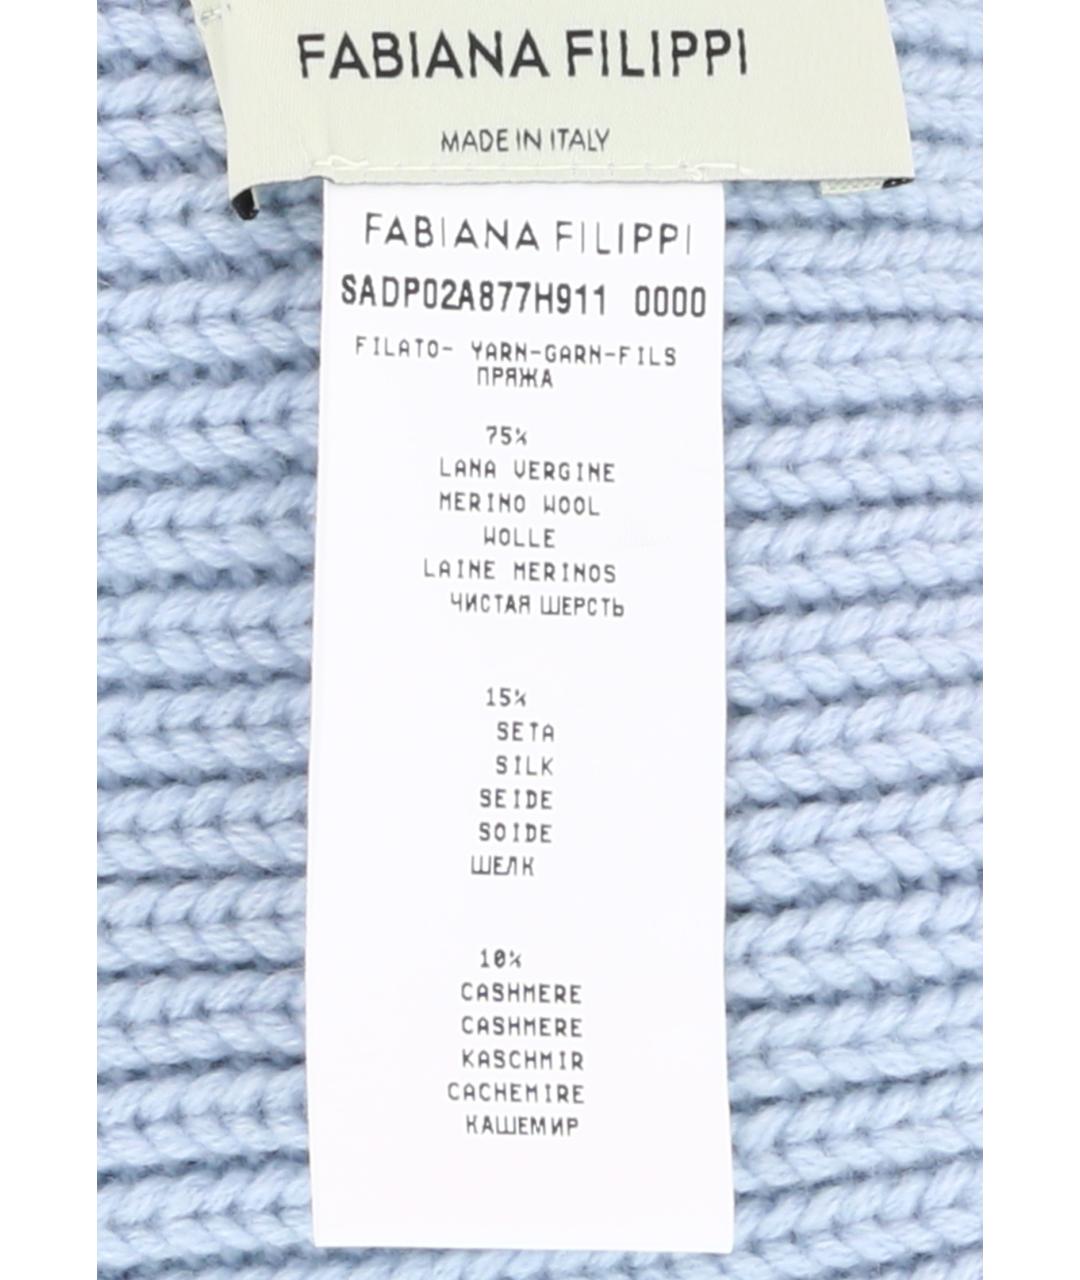 FABIANA FILIPPI
MADE IN ITALY
FABIANA FILIPPI
SADP02A877H911 0000
FILATO- YARN-GARN-FILS
ПРЯЖА
75%
LANA VERGINE
MERINO WOOL
WOLLE
LAINE MERINOS
ЧИСТАЯ ШЕРСТЬ
15%
SETA
SILK
SEIDE
SOIDE
ШЕЛК
10%
CASHMERE
CASHMERE
KASCHMIR
CACHEMIRE
КАШЕМИР